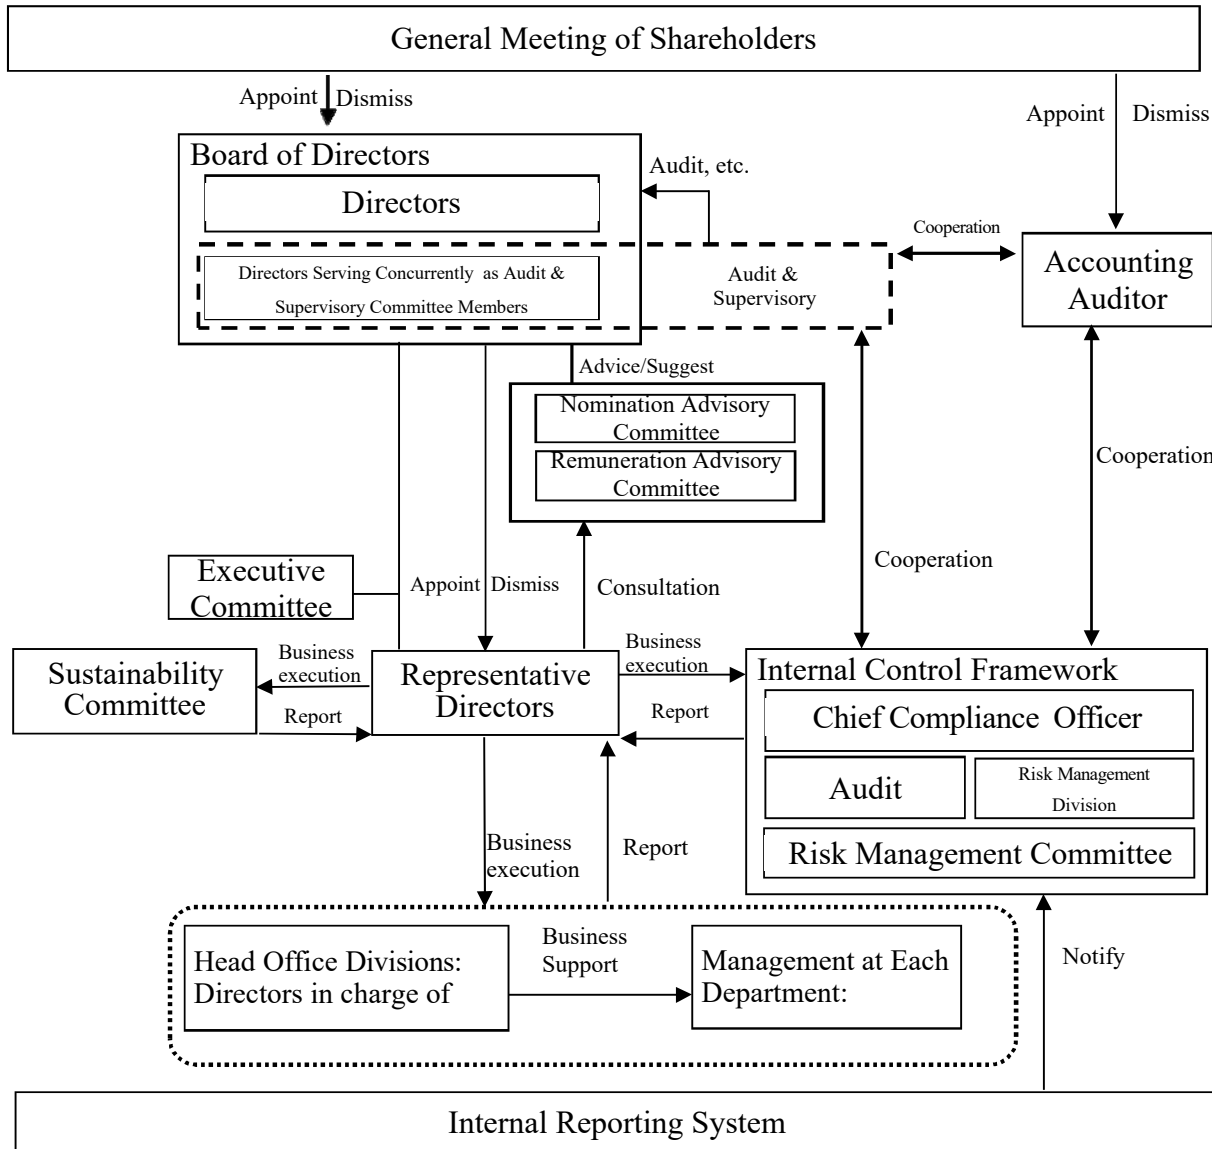 General Meeting of Shareholders
Appoint Dismiss
Appoint Dismiss
Board of Directors
Audit, etc.
Directors
Cooperation
Directors Serving Concurrently as Audit &
Supervisory Committee Members
Audit &
Supervisory
Accounting
Auditor
Advice/Suggest
Nomination Advisory
Committee
Remuneration Advisory
Committee
Cooperation
Cooperation
Executive
Committee
Appoint Dismiss
Consultation
Sustainability
Committee
Business
execution
Report
Representative
Directors
Business
execution
Report
Internal Control Framework
Chief Compliance Officer
Audit
Risk Management
Division
Risk Management Committee
Business
execution
Report
Head Office Divisions:
Directors in charge of
Business
Support
Management at Each
Department:
Notify
Internal Reporting System